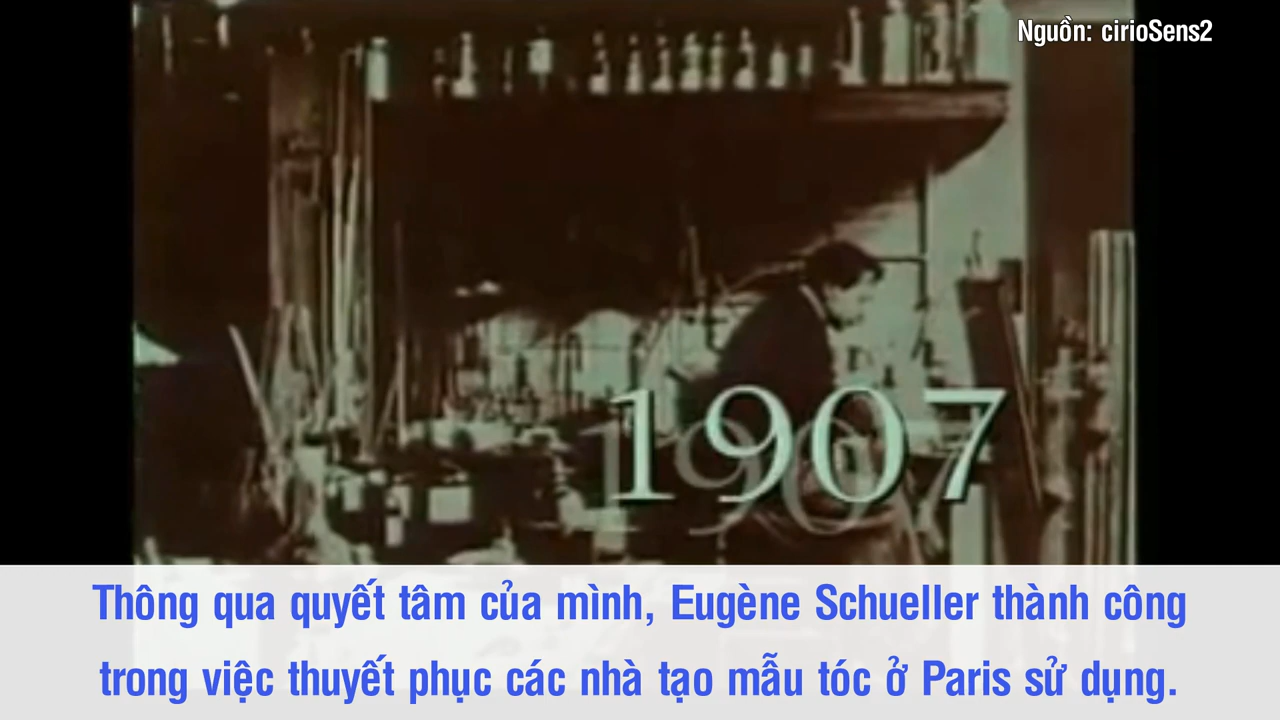 Nguồn: cirioSens2
1907
1907
Thông qua quyết tâm của mình, Eugène Schueller thành công
trong việc thuyết phục các nhà tạo mẫu tóc ở Paris sử dụng.